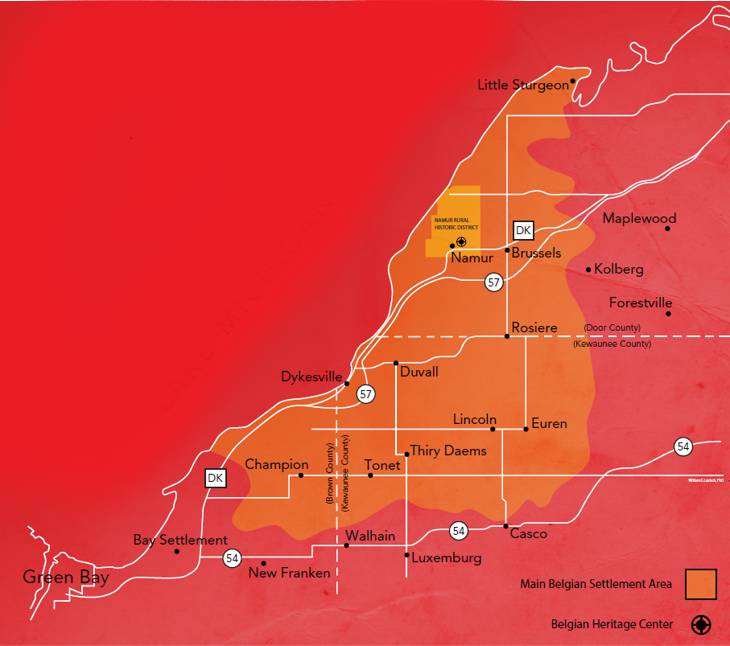 Little Sturgeon
NAMUR RURAL
HISTORIC DISTRICT
Maplewood
DK
Namur
Brussels
Kolberg
57
Forestville
Rosiere
(Door County)
(Kewaunee County)
Dykesville
Duvall
57
Lincoln
Euren
54
Thiry Daems
Champion
Tonet
(Brown County)
(Kewaunee County)
DK
Bay Settlement
Walhain
54
Casco
54
New Franken
Luxemburg
Green Bay
Main Belgian Settlement Area
Belgian Heritage Center